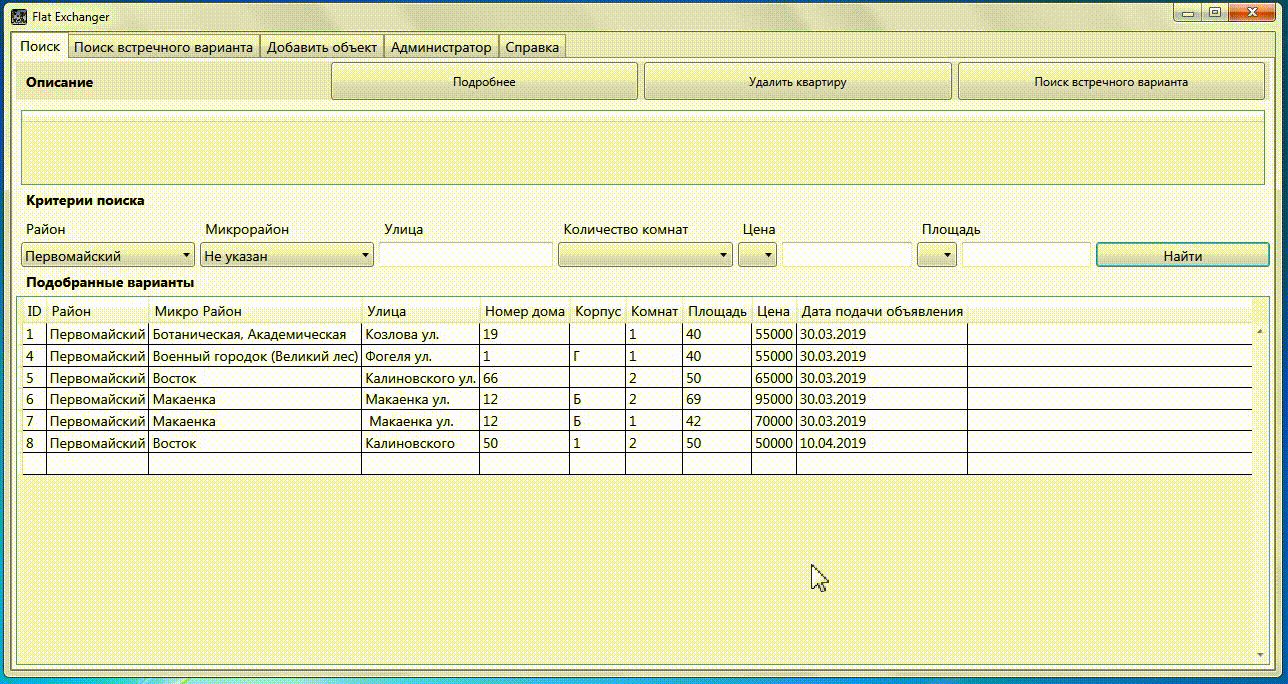 Flat Exchanger
Поиск Поиск встречного варианта Добавить объект Администратор Справка
Описание Подробнее Удалить квартиру Поиск встречного варианта
Критерии поиска
Район Микрорайон Улица Количество комнат Цена Площадь
Первомайский Не указан Найти
Подобранные варианты
ID Район Микро Район Улица Номер дома Корпус Комнат Площадь Цена Дата подачи объявления
1 Первомайский Ботаническая, Академическая Козлова ул. 19 1 40 55000 30.03.2019
4 Первомайский Военный городок (Великий лес) Фогеля ул. 1 Г 1 40 55000 30.03.2019
5 Первомайский Восток Калиновского ул. 66 2 50 65000 30.03.2019
6 Первомайский Макаенка Макаенка ул. 12 Б 2 69 95000 30.03.2019
7 Первомайский Макаенка Макаенка ул. 12 Б 1 42 70000 30.03.2019
8 Первомайский Восток Калиновского 50 1 2 50 50000 10.04.2019